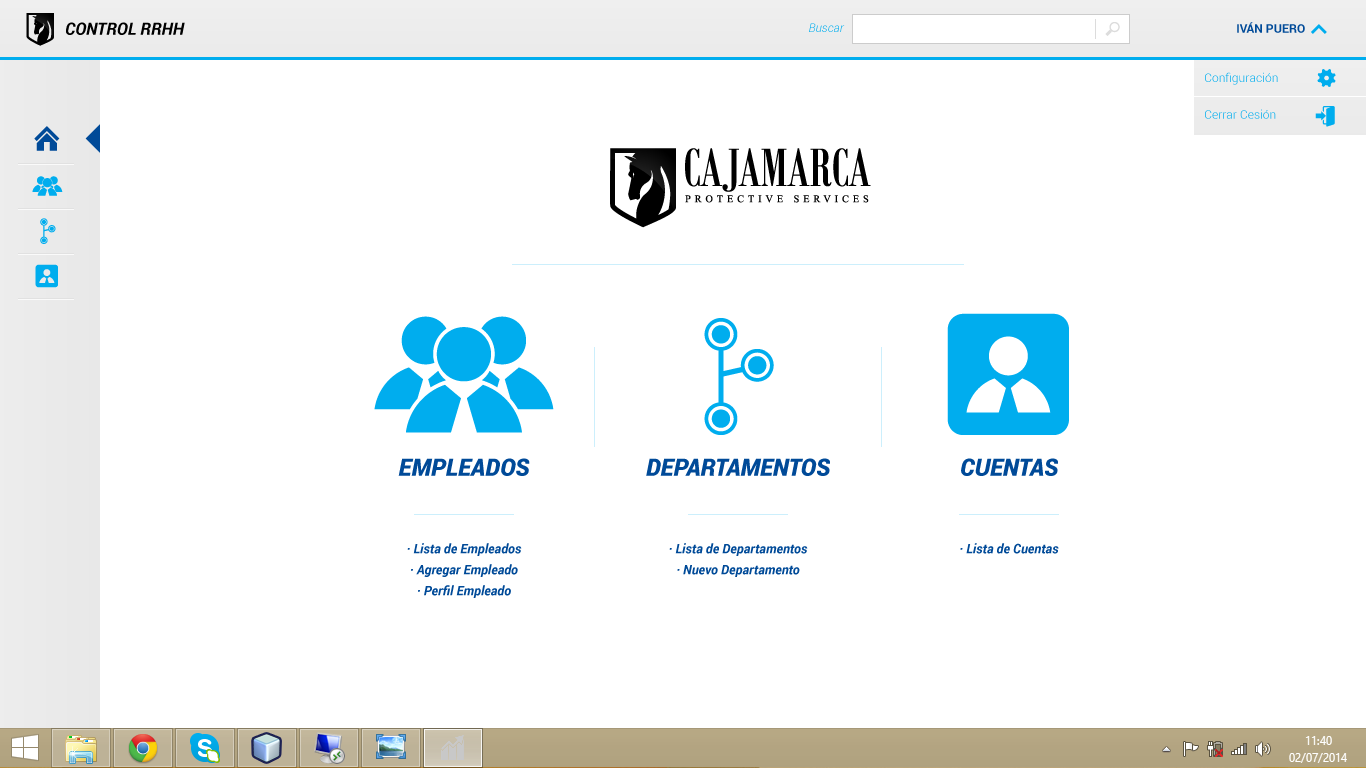 CONTROL RRHH
Buscar
IVÁN PUERO
Configuración
Cerrar Cesión
CAJAMARCA
PROTECTIVE SERVICES
EMPLEADOS
· Lista de Empleados
· Agregar Empleado
· Perfil Empleado
DEPARTAMENTOS
· Lista de Departamentos
· Nuevo Departamento
CUENTAS
· Lista de Cuentas
11:40
02/07/2014